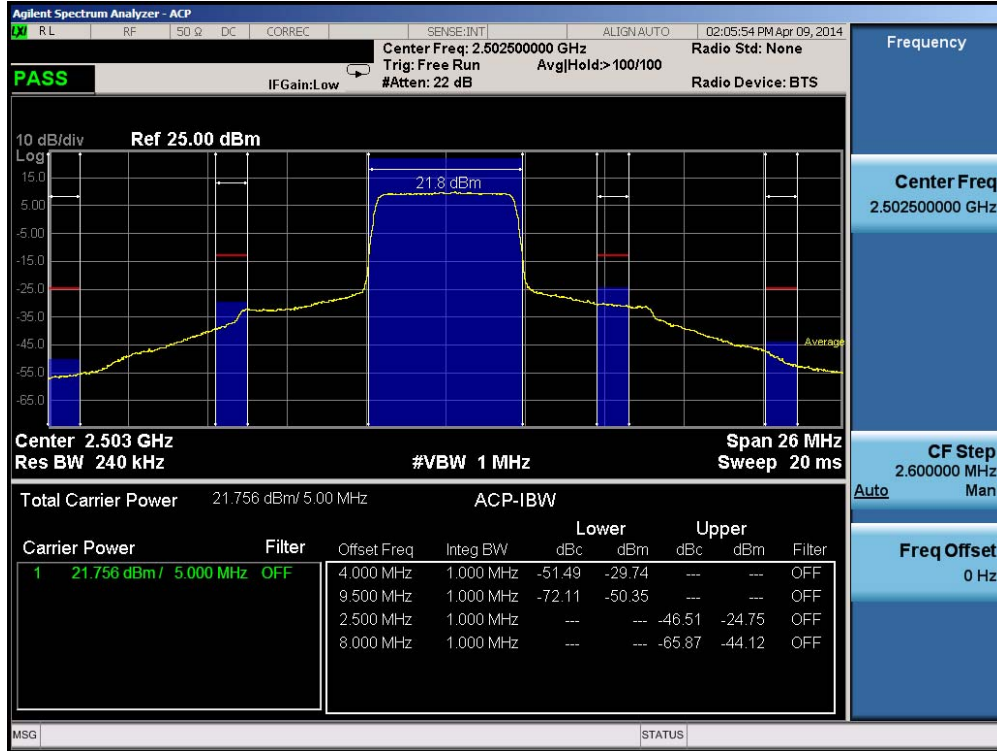 Agilent Spectrum Analyzer - ACP
LXI RL RF 50 Ω DC CORREC SENSE:INT ALIGNAUTO 02:05:54 PM Apr 09, 2014
Center Freq: 2.502500000 GHz Radio Std: None
Trig: Free Run Avg|Hold:>100/100
PASS IFGain:Low #Atten: 22 dB Radio Device: BTS
10 dB/div Ref 25.00 dBm
Log
15.0
5.00
-5.00
-15.0
-25.0
-35.0
-45.0
-55.0
-65.0
21.8 dBm
Average
Center 2.503 GHz Span 26 MHz
Res BW 240 kHz #VBW 1 MHz Sweep 20 ms
Total Carrier Power 21.756 dBm/ 5.00 MHz ACP-IBW
Lower Upper
Carrier Power Filter Offset Freq Integ BW dBc dBm dBc dBm Filter
1 21.756 dBm / 5.000 MHz OFF 4.000 MHz 1.000 MHz -51.49 -29.74 --- --- OFF
9.500 MHz 1.000 MHz -72.11 -50.35 --- --- OFF
2.500 MHz 1.000 MHz --- --- -46.51 -24.75 OFF
8.000 MHz 1.000 MHz --- --- -65.87 -44.12 OFF
MSG STATUS
Frequency
Center Freq
2.502500000 GHz
CF Step
2.600000 MHz
Auto Man
Freq Offset
0 Hz